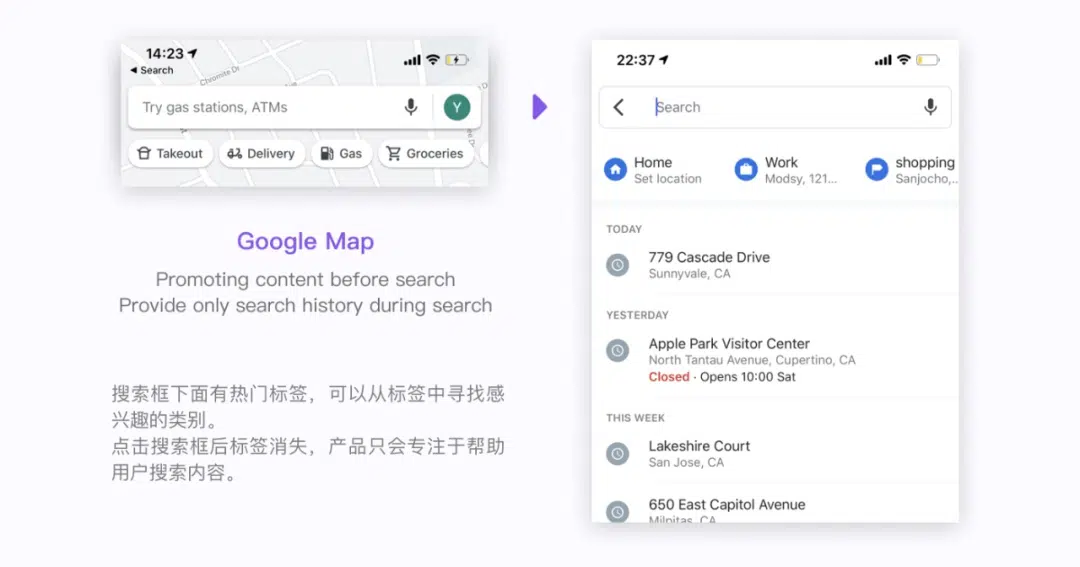 14:23
Search
Chromite Dr
Try gas stations, ATMs
Y
Takeout
Delivery
Gas
Groceries
Google Map
Promoting content before search
Provide only search history during search
搜索框下面有热门标签，可以从标签中寻找感
兴趣的类别。
点击搜索框后标签消失，产品只会专注于帮助
用户搜索内容。
22:37
Search
Home
Set location
Work
Modsy, 121...
shopping
Sanjocho,..
TODAY
779 Cascade Drive
Sunnyvale, CA
YESTERDAY
Apple Park Visitor Center
North Tantau Avenue, Cupertino, CA
Closed · Opens 10:00 Sat
THIS WEEK
Lakeshire Court
San Jose, CA
650 East Capitol Avenue
Milpitas, CA